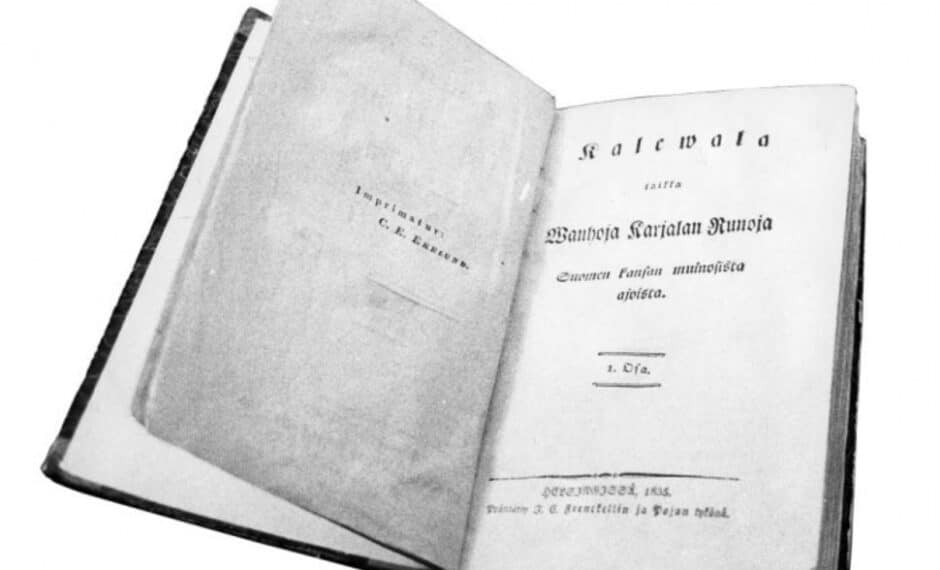 Imprimatur:
C. E. EKELUND.
Kalewala
taikka
Wanhoja Karjalan Runoja
Suomen kansan muinosista
ajoista.
1. Osa.
HELSINGISSÄ, 1835.
Präntätty J. C. Frenckellin ja Pojan tykönä.